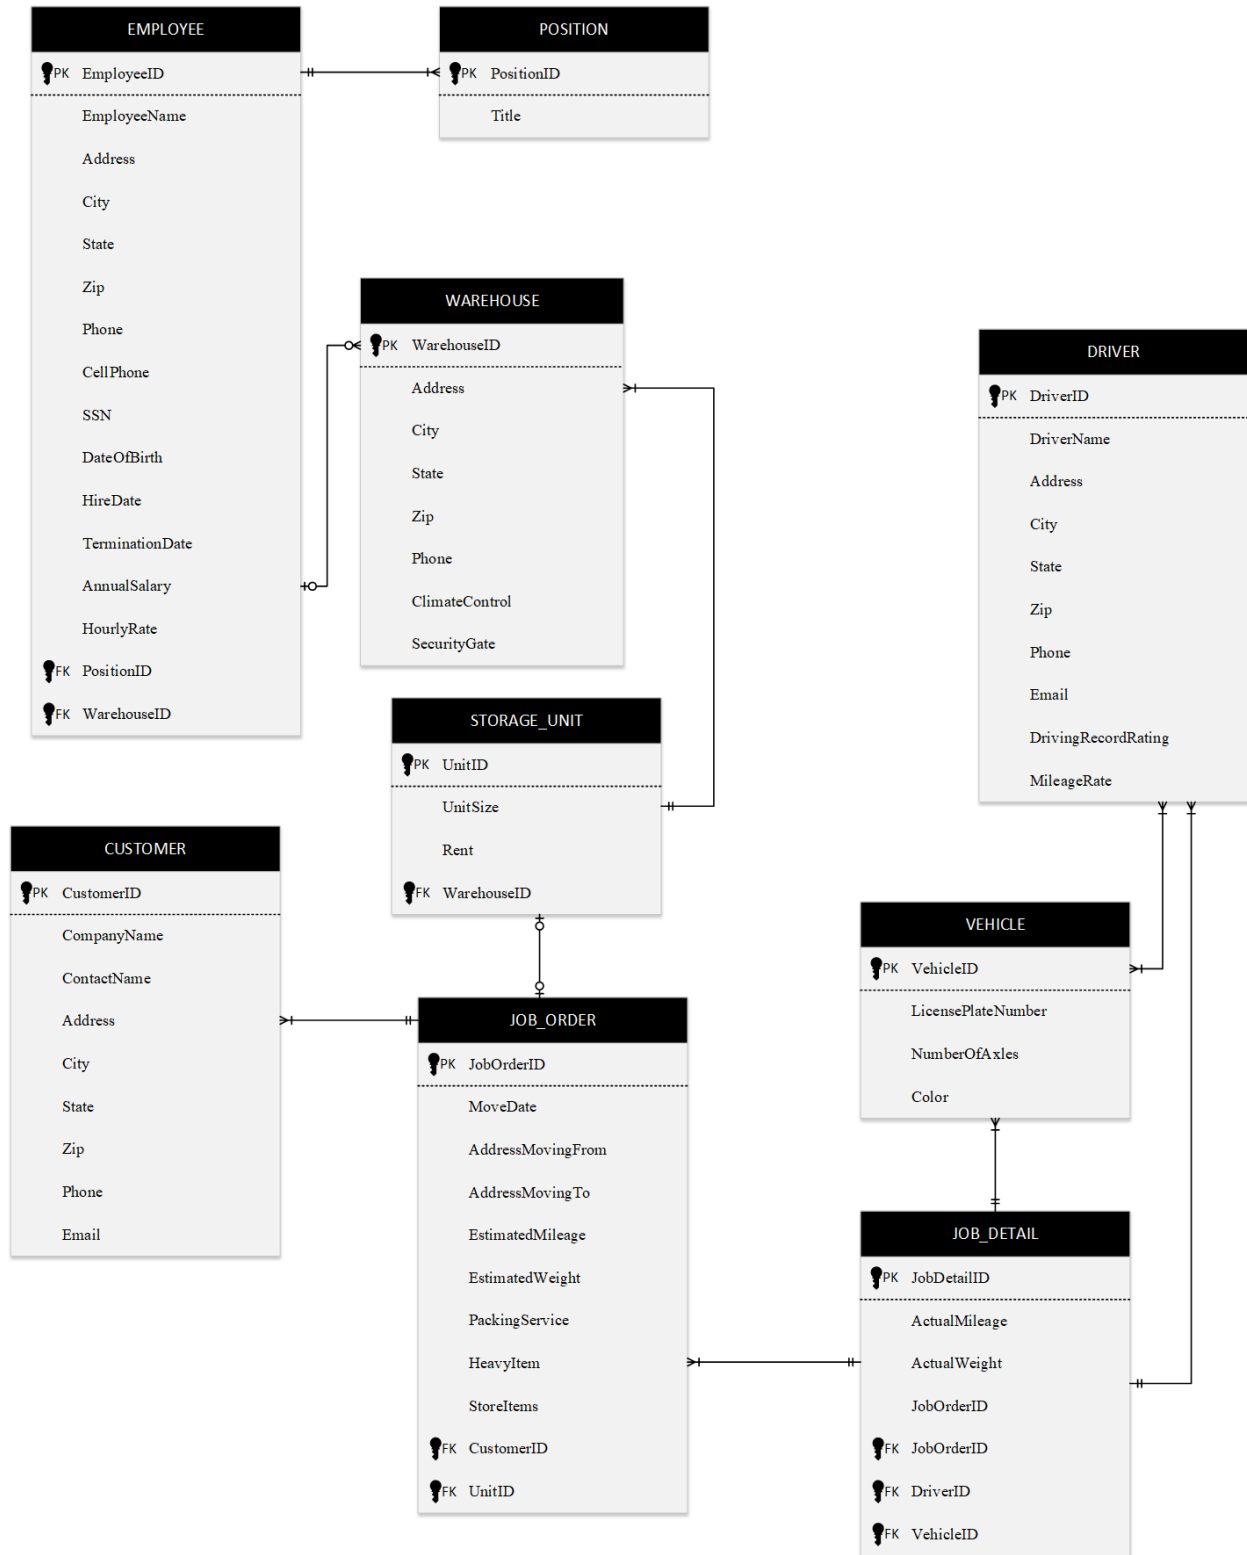 EMPLOYEE
PK EmployeeID
EmployeeName
Address
City
State
Zip
Phone
CellPhone
SSN
DateOfBirth
HireDate
TerminationDate
AnnualSalary
HourlyRate
FK PositionID
FK WarehouseID
POSITION
PK PositionID
Title
WAREHOUSE
PK WarehouseID
Address
City
State
Zip
Phone
ClimateControl
SecurityGate
DRIVER
PK DriverID
DriverName
Address
City
State
Zip
Phone
Email
DrivingRecordRating
MileageRate
STORAGE_UNIT
PK UnitID
UnitSize
Rent
FK WarehouseID
CUSTOMER
PK CustomerID
CompanyName
ContactName
Address
City
State
Zip
Phone
Email
VEHICLE
PK VehicleID
LicensePlateNumber
NumberOfAxles
Color
JOB_ORDER
PK JobOrderID
MoveDate
AddressMovingFrom
AddressMovingTo
EstimatedMileage
EstimatedWeight
PackingService
HeavyItem
StoreItems
FK CustomerID
FK UnitID
JOB_DETAIL
PK JobDetailID
ActualMileage
ActualWeight
JobOrderID
FK JobOrderID
FK DriverID
FK VehicleID